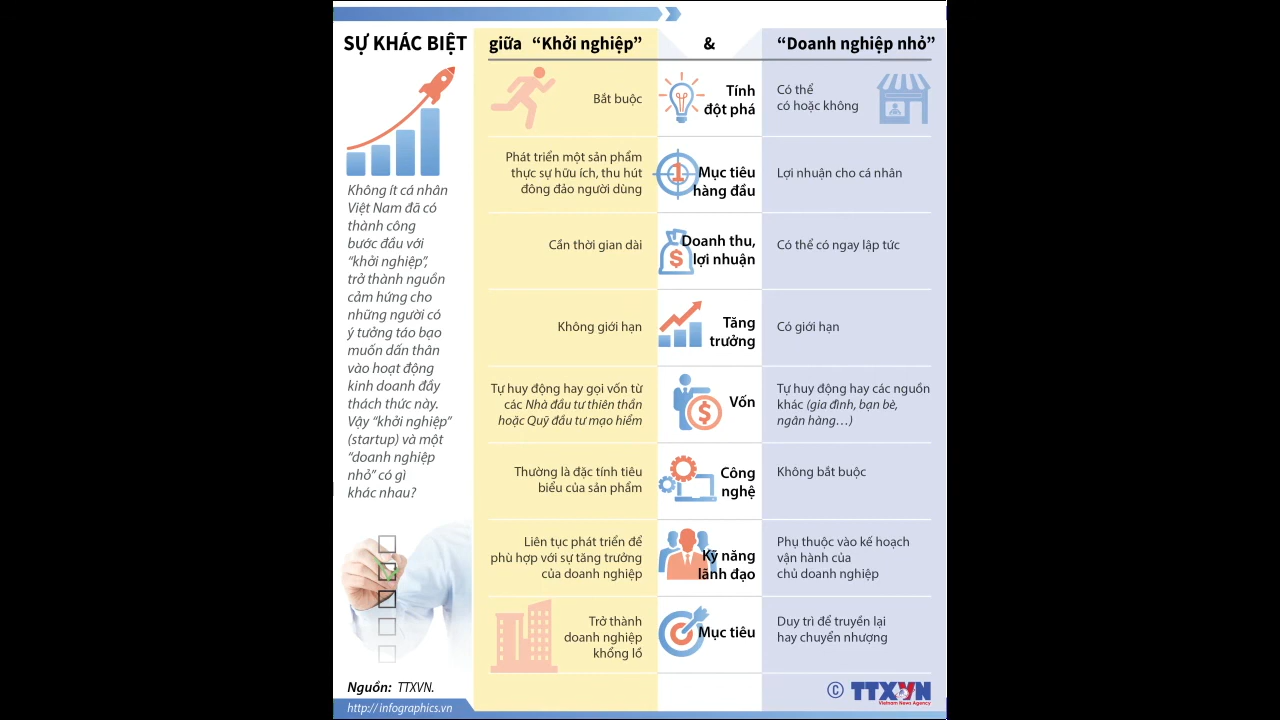 SỰ KHÁC BIỆT giữa “Khởi nghiệp” & “Doanh nghiệp nhỏ”
Không ít cá nhân
Việt Nam đã có
thành công
bước đầu với
“khởi nghiệp”,
trở thành nguồn
cảm hứng cho
những người có
ý tưởng táo bạo
muốn dấn thân
vào hoạt động
kinh doanh đầy
thách thức này.
Vậy “khởi nghiệp”
(startup) và một
“doanh nghiệp
nhỏ” có gì
khác nhau?
Bắt buộc
Tính
đột phá
Có thể
có hoặc không
Phát triển một sản phẩm
thực sự hữu ích, thu hút
đông đảo người dùng
1
Mục tiêu
hàng đầu
Lợi nhuận cho cá nhân
Cần thời gian dài
$
Doanh thu,
lợi nhuận
Có thể có ngay lập tức
Không giới hạn
Tăng
trưởng
Có giới hạn
Tự huy động hay gọi vốn từ
các Nhà đầu tư thiên thần
hoặc Quỹ đầu tư mạo hiểm
$
Vốn
Tự huy động hay các nguồn
khác (gia đình, bạn bè,
ngân hàng…)
Thường là đặc tính tiêu
biểu của sản phẩm
Công
nghệ
Không bắt buộc
Liên tục phát triển để
phù hợp với sự tăng trưởng
của doanh nghiệp
Kỹ năng
lãnh đạo
Phụ thuộc vào kế hoạch
vận hành của
chủ doanh nghiệp
Trở thành
doanh nghiệp
khổng lồ
Mục tiêu
Duy trì để truyền lại
hay chuyển nhượng
Nguồn: TTXVN.
http://infographics.vn
© TTXVN
Vietnam News Agency